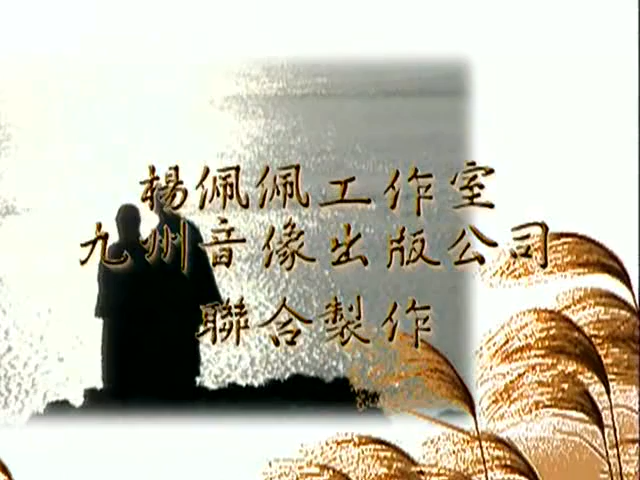 楊佩佩工作室
九州音像出版公司
聯合製作